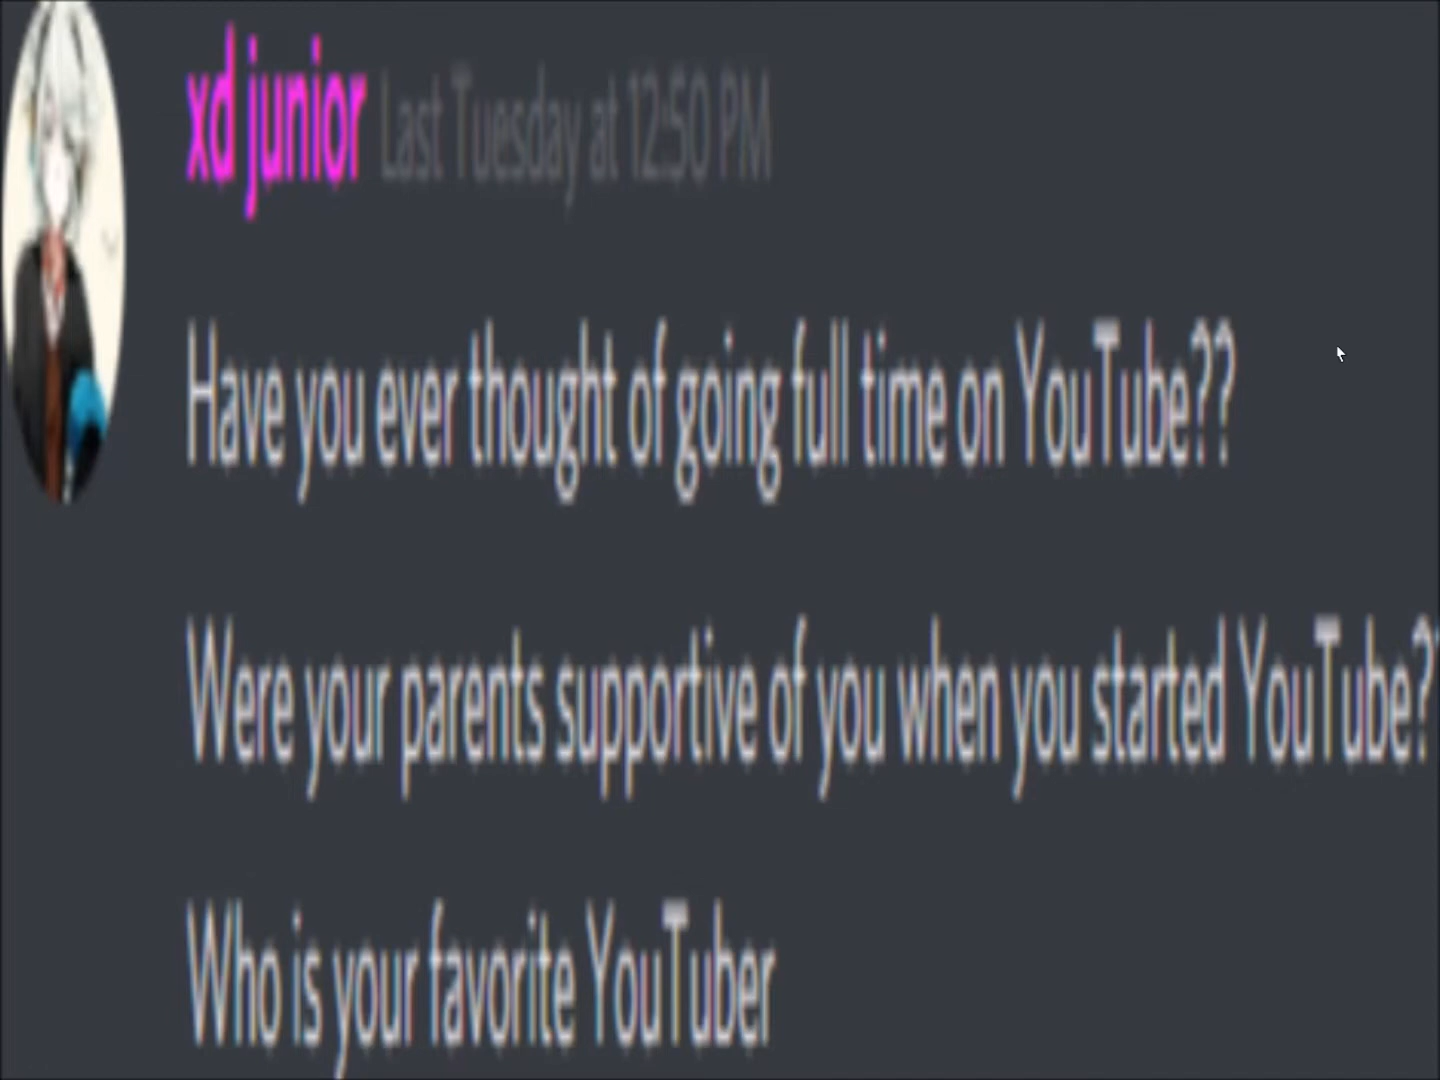 xd junior Last Tuesday at 12:50 PM
Have you ever thought of going full time on YouTube??
Were your parents supportive of you when you started YouTube?
Who is your favorite YouTuber